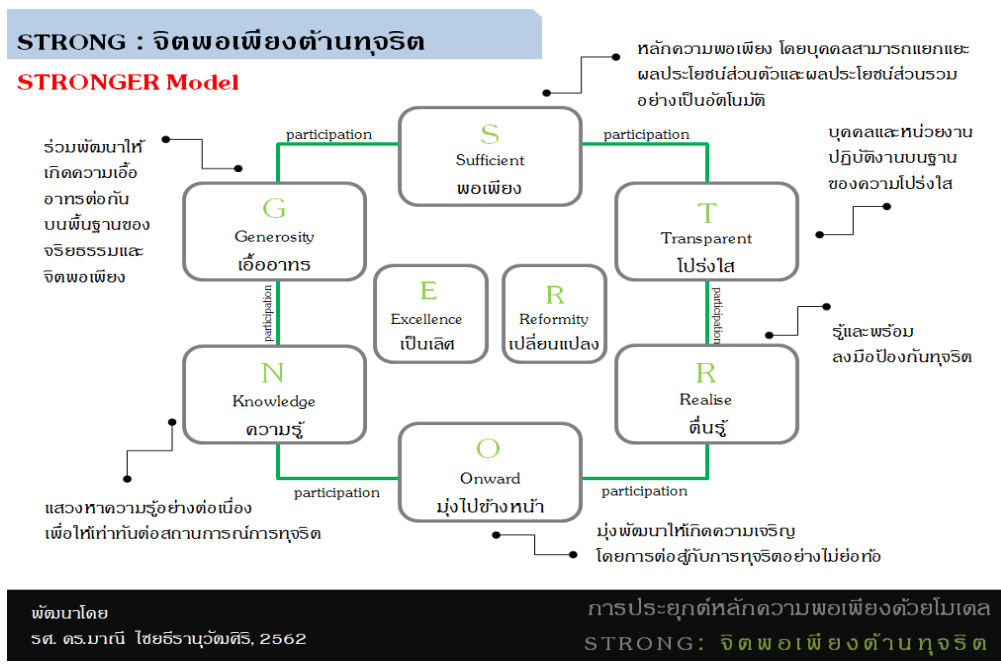 STRONG : จิตพอเพียงต้านทุจริต
STRONGER Model
หลักความพอเพียง โดยบุคคลสามารถแยกแยะ
ผลประโยชน์ส่วนตัวและผลประโยชน์ส่วนรวม
อย่างเป็นอัตโนมัติ
participation
S
Sufficient
พอเพียง
participation
บุคคลและหน่วยงาน
ปฏิบัติงานบนฐาน
ของความโปร่งใส
ร่วมพัฒนาให้
เกิดความเอื้อ
อาทรต่อกัน
บนพื้นฐานของ
จริยธรรมและ
จิตพอเพียง
G
Generosity
เอื้ออาทร
T
Transparent
โปร่งใส
participation
E
Excellence
เป็นเลิศ
R
Reformity
เปลี่ยนแปลง
participation
รู้และพร้อม
ลงมือป้องกันทุจริต
N
Knowledge
ความรู้
R
Realise
ตื่นรู้
participation
O
Onward
มุ่งไปข้างหน้า
participation
แสวงหาความรู้อย่างต่อเนื่อง
เพื่อให้เท่าทันต่อสถานการณ์การทุจริต
มุ่งพัฒนาให้เกิดความเจริญ
โดยการต่อสู้กับการทุจริตอย่างไม่ย่อท้อ
พัฒนาโดย
รศ. ดร.มาณี ไชยธีรานุวัฒศิริ, 2562
การประยุกต์หลักความพอเพียงด้วยโมเดล
STRONG: จิตพอเพียงต้านทุจริต